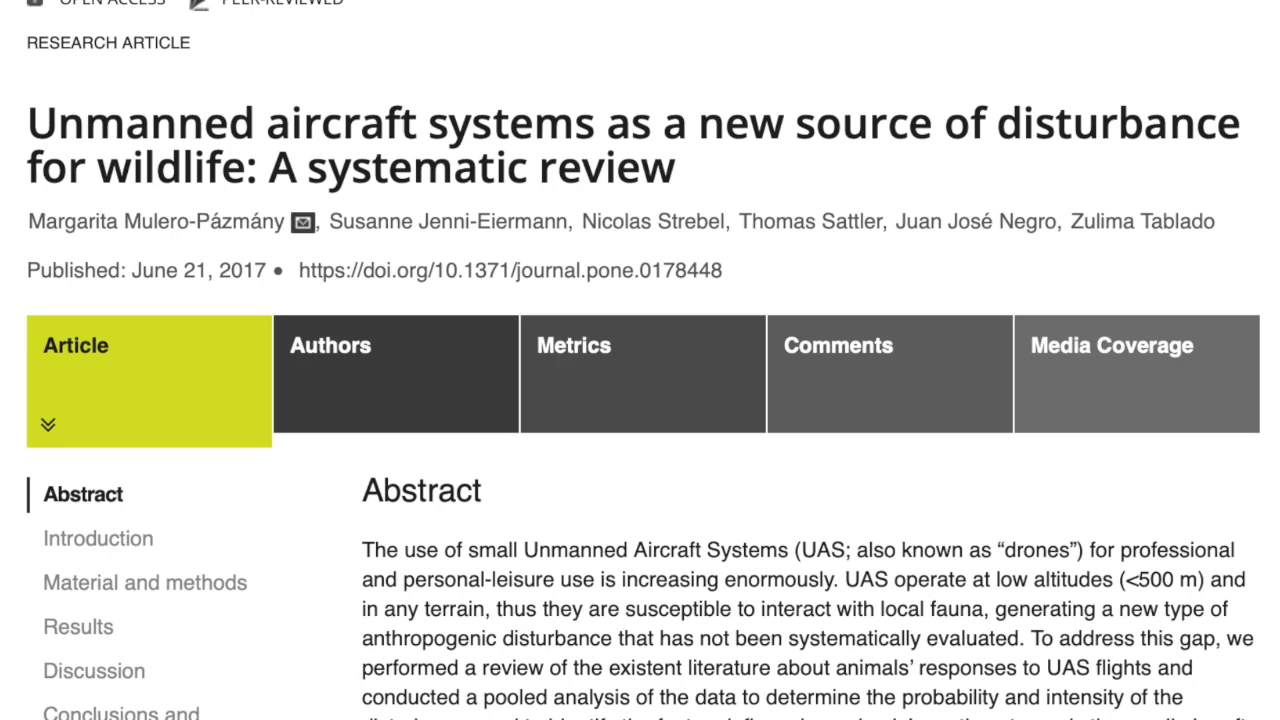 OPEN ACCESS PEER-REVIEWED
RESEARCH ARTICLE
Unmanned aircraft systems as a new source of disturbance
for wildlife: A systematic review
Margarita Mulero-Pázmány, Susanne Jenni-Eiermann, Nicolas Strebel, Thomas Sattler, Juan José Negro, Zulima Tablado
Published: June 21, 2017 • https://doi.org/10.1371/journal.pone.0178448
Article Authors Metrics Comments Media Coverage
Abstract
Introduction
Material and methods
Results
Discussion
Conclusions and
Abstract
The use of small Unmanned Aircraft Systems (UAS; also known as “drones”) for professional
and personal-leisure use is increasing enormously. UAS operate at low altitudes (<500 m) and
in any terrain, thus they are susceptible to interact with local fauna, generating a new type of
anthropogenic disturbance that has not been systematically evaluated. To address this gap, we
performed a review of the existent literature about animals’ responses to UAS flights and
conducted a pooled analysis of the data to determine the probability and intensity of the